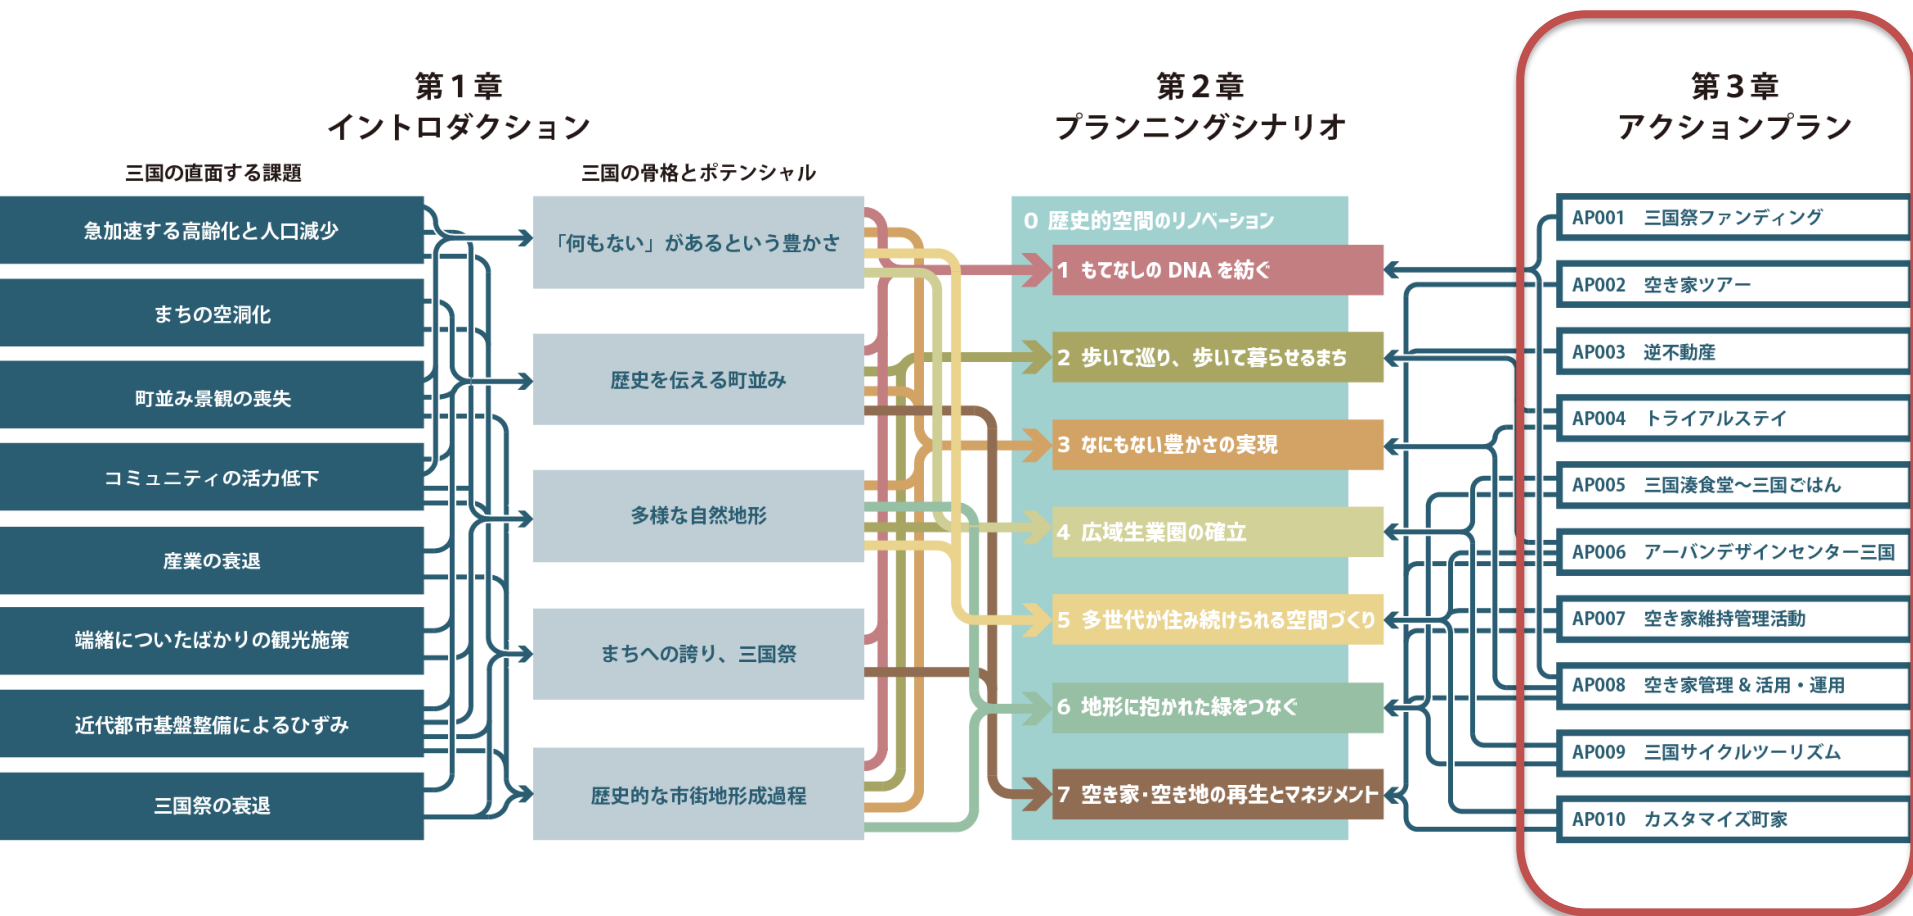 第１章
イントロダクション
三国の直面する課題
急加速する高齢化と人口減少
まちの空洞化
町並み景観の喪失
コミュニティの活力低下
産業の衰退
端緒についたばかりの観光施策
近代都市基盤整備によるひずみ
三国祭の衰退
三国の骨格とポテンシャル
「何もない」があるという豊かさ
歴史を伝える町並み
多様な自然地形
まちへの誇り、三国祭
歴史的な市街地形成過程
第２章
プランニングシナリオ
0 歴史的空間のリノベーション
1 もてなしの DNA を紡ぐ
2 歩いて巡り、歩いて暮らせるまち
3 なにもない豊かさの実現
4 広域生業圏の確立
5 多世代が住み続けられる空間づくり
6 地形に抱かれた緑をつなぐ
7 空き家・空き地の再生とマネジメント
第３章
アクションプラン
AP001 三国祭ファンディング
AP002 空き家ツアー
AP003 逆不動産
AP004 トライアルステイ
AP005 三国湊食堂～三国ごはん
AP006 アーバンデザインセンター三国
AP007 空き家維持管理活動
AP008 空き家管理 & 活用・運用
AP009 三国サイクルツーリズム
AP010 カスタマイズ町家